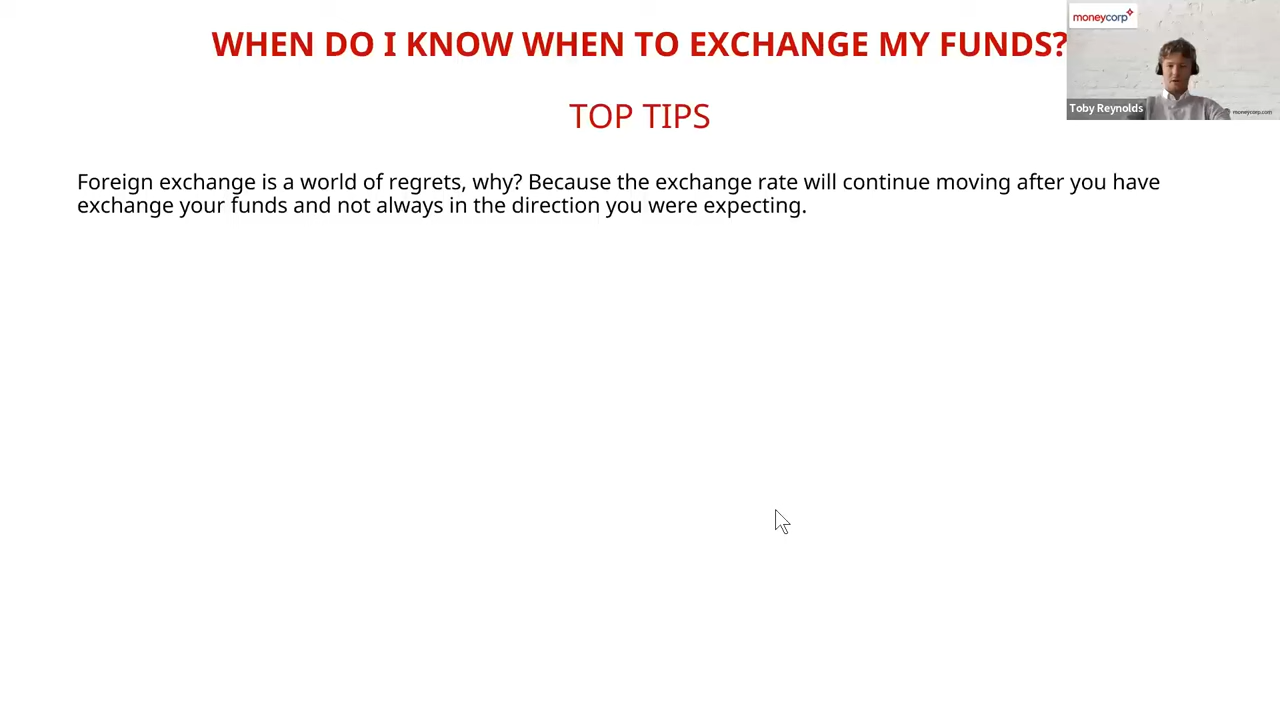 WHEN DO I KNOW WHEN TO EXCHANGE MY FUNDS?
moneycorp
Toby Reynolds
moneycorp.com
TOP TIPS
Foreign exchange is a world of regrets, why? Because the exchange rate will continue moving after you have
exchange your funds and not always in the direction you were expecting.